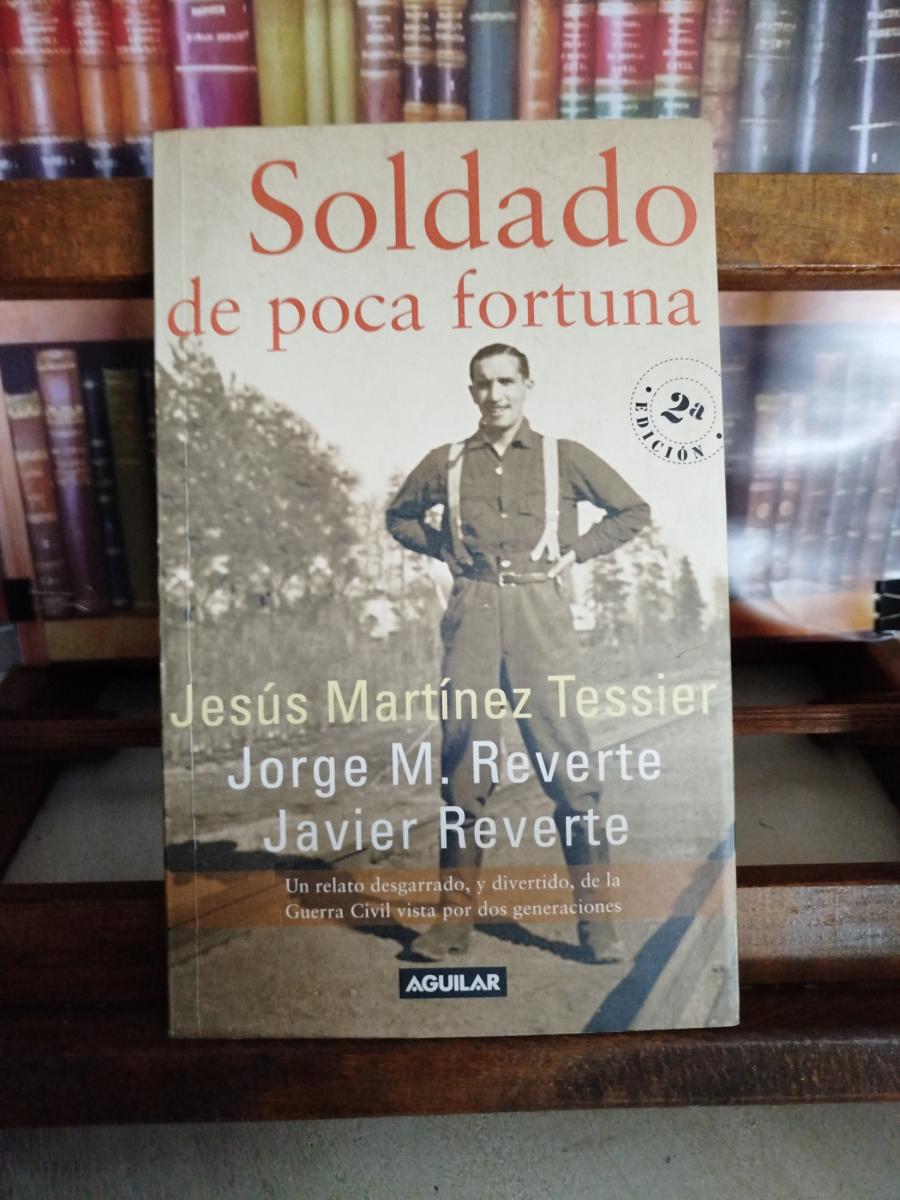 Soldado
de poca fortuna
2a
EDICIÓN
Jesús Martínez Tessier
Jorge M. Reverte
Javier Reverte
Un relato desgarrado, y divertido, de la
Guerra Civil vista por dos generaciones
AGUILAR